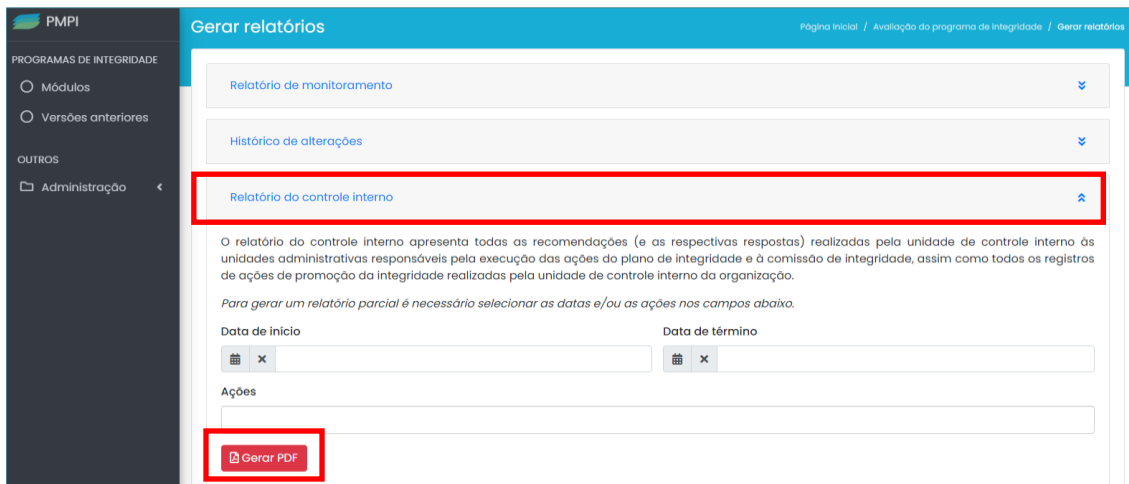 PMPI
Gerar relatórios
Página Inicial / Avaliação do programa de integridade / Gerar relatórios
PROGRAMAS DE INTEGRIDADE
Módulos
Versões anteriores
OUTROS
Administração
Relatório de monitoramento
Histórico de alterações
Relatório do controle interno
O relatório do controle interno apresenta todas as recomendações (e as respectivas respostas) realizadas pela unidade de controle interno às
unidades administrativas responsáveis pela execução das ações do plano de integridade e à comissão de integridade, assim como todos os registros
de ações de promoção da integridade realizadas pela unidade de controle interno da organização.
Para gerar um relatório parcial é necessário selecionar as datas e/ou as ações nos campos abaixo.
Data de início
Data de término
Ações
Gerar PDF